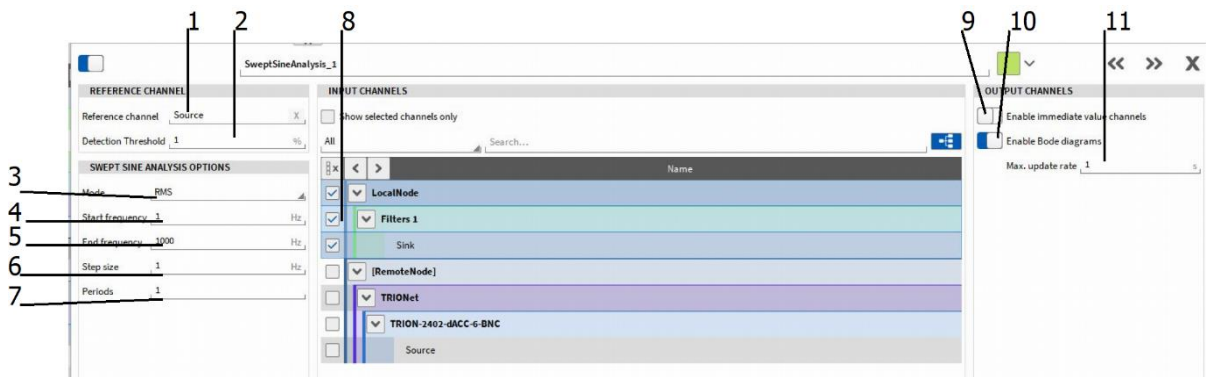 1 2 8 9 10 11
SweptSineAnalysis_1 << >> X
REFERENCE CHANNEL
Reference channel Source X
Detection Threshold 1 %
SWEPT SINE ANALYSIS OPTIONS
3 Mode RMS
4 Start frequency 1 Hz
5 End frequency 1000 Hz
6 Step size 1 Hz
7 Periods 1
INPUT CHANNELS
Show selected channels only
All Search...
x < > Name
LocalNode
Filters 1
Sink
[RemoteNode]
TRIONet
TRION-2402-dACC-6-BNC
Source
OUTPUT CHANNELS
Enable immediate value channels
Enable Bode diagrams
Max. update rate 1 s